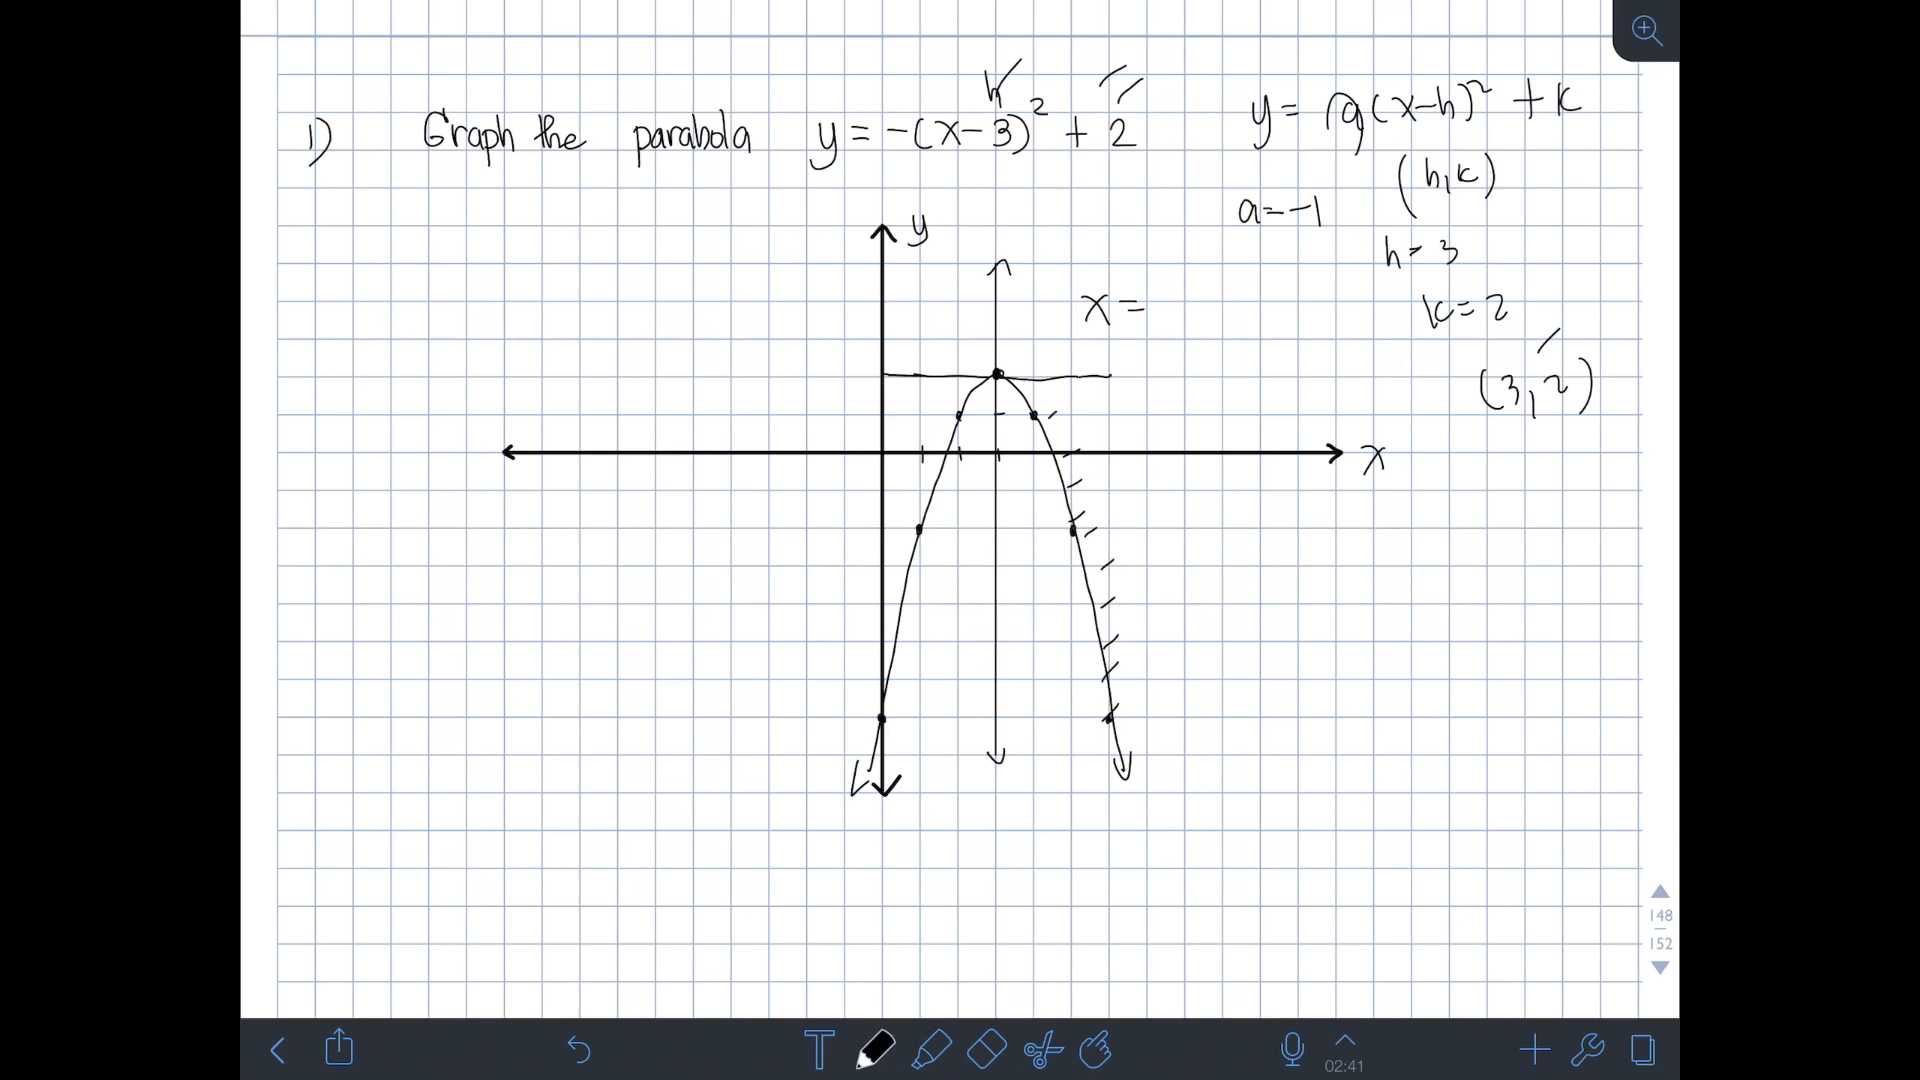 1) Graph the parabola y = -(x-3)² + 2
h
y = a(x-h)² + k
(h,k)
a=-1
h = 3
k = 2
(3,2)
y
x =
x
148
152
T
02:41